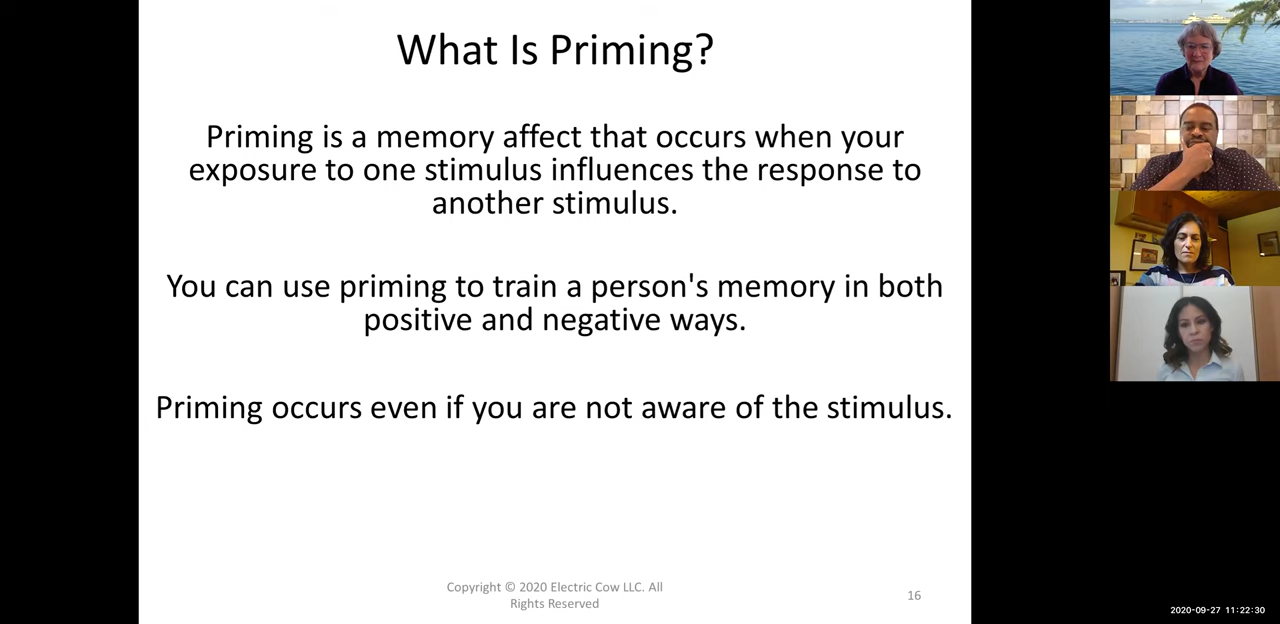 What Is Priming?
Priming is a memory affect that occurs when your
exposure to one stimulus influences the response to
another stimulus.
You can use priming to train a person's memory in both
positive and negative ways.
Priming occurs even if you are not aware of the stimulus.
Copyright © 2020 Electric Cow LLC. All
Rights Reserved
16
2020-09-27 11:22:30